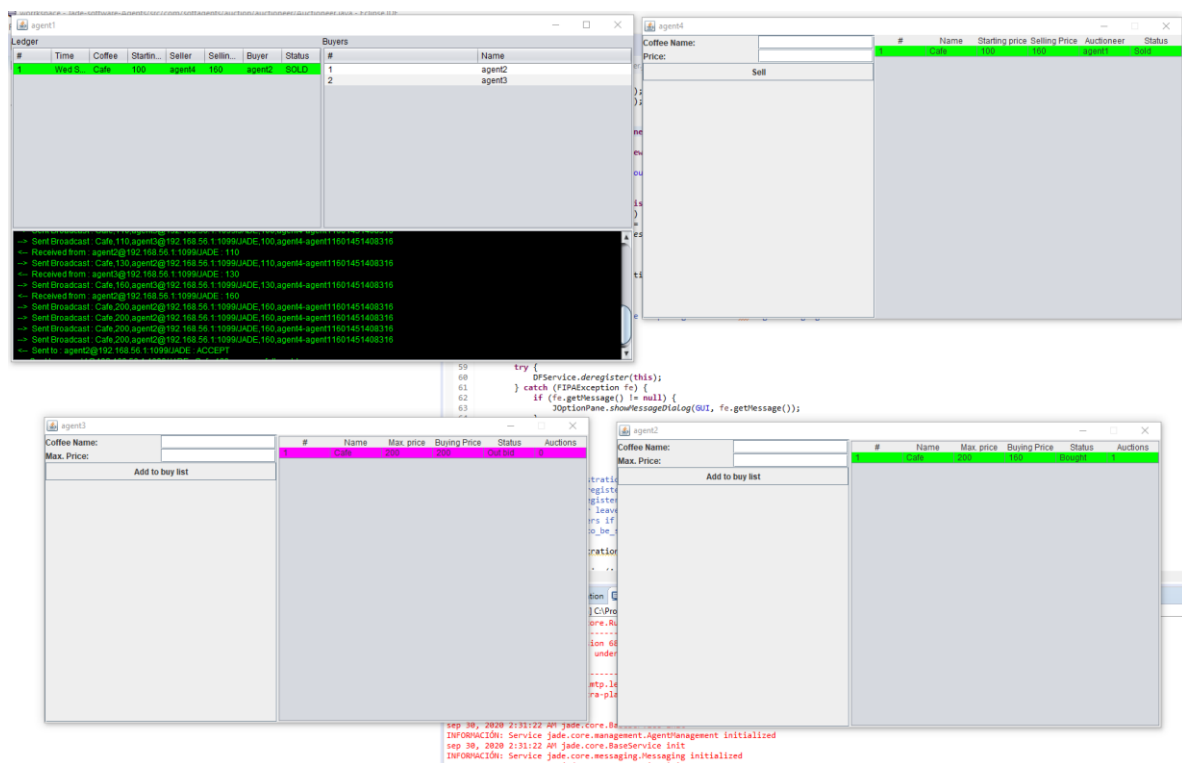 workspace - Jade-Software-Agents/src/com/softagents/auction/auctioneer/Auctioneer.java - Eclipse IDE
agent1
Ledger
# Time Coffee Startin... Seller Sellin... Buyer Status
1 Wed S... Cafe 100 agent4 160 agent2 SOLD
Buyers
# Name
1 agent2
2 agent3
--> Sent Broadcast : Cafe,110,agent3@192.168.56.1:1099/JADE,100,agent4-agent11601451408316
<-- Received from : agent2@192.168.56.1:1099/JADE : 110
--> Sent Broadcast : Cafe,130,agent2@192.168.56.1:1099/JADE,110,agent4-agent11601451408316
<-- Received from : agent3@192.168.56.1:1099/JADE : 130
--> Sent Broadcast : Cafe,160,agent3@192.168.56.1:1099/JADE,130,agent4-agent11601451408316
<-- Received from : agent2@192.168.56.1:1099/JADE : 160
--> Sent Broadcast : Cafe,200,agent2@192.168.56.1:1099/JADE,160,agent4-agent11601451408316
--> Sent Broadcast : Cafe,200,agent2@192.168.56.1:1099/JADE,160,agent4-agent11601451408316
--> Sent Broadcast : Cafe,200,agent2@192.168.56.1:1099/JADE,160,agent4-agent11601451408316
--> Sent Broadcast : Cafe,200,agent2@192.168.56.1:1099/JADE,160,agent4-agent11601451408316
<-- Sent to : agent2@192.168.56.1:1099/JADE : ACCEPT
agent4
Coffee Name:
Price:
Sell
# Name Starting price Selling Price Auctioneer Status
1 Cafe 100 160 agent1 Sold
59 try {
60 DFService.deregister(this);
61 } catch (FIPAException fe) {
62 if (fe.getMessage() != null) {
63 JOptionPane.showMessageDialog(GUI, fe.getMessage());
agent3
Coffee Name:
Max. Price:
Add to buy list
# Name Max. price Buying Price Status Auctions
1 Cafe 200 200 Out bid 0
agent2
Coffee Name:
Max. Price:
Add to buy list
# Name Max. price Buying Price Status Auctions
1 Cafe 200 160 Bought 1
sep 30, 2020 2:31:22 AM jade.core.BaseService init
INFORMACIÓN: Service jade.core.management.AgentManagement initialized
sep 30, 2020 2:31:22 AM jade.core.BaseService init
INFORMACIÓN: Service jade.core.messaging.Messaging initialized